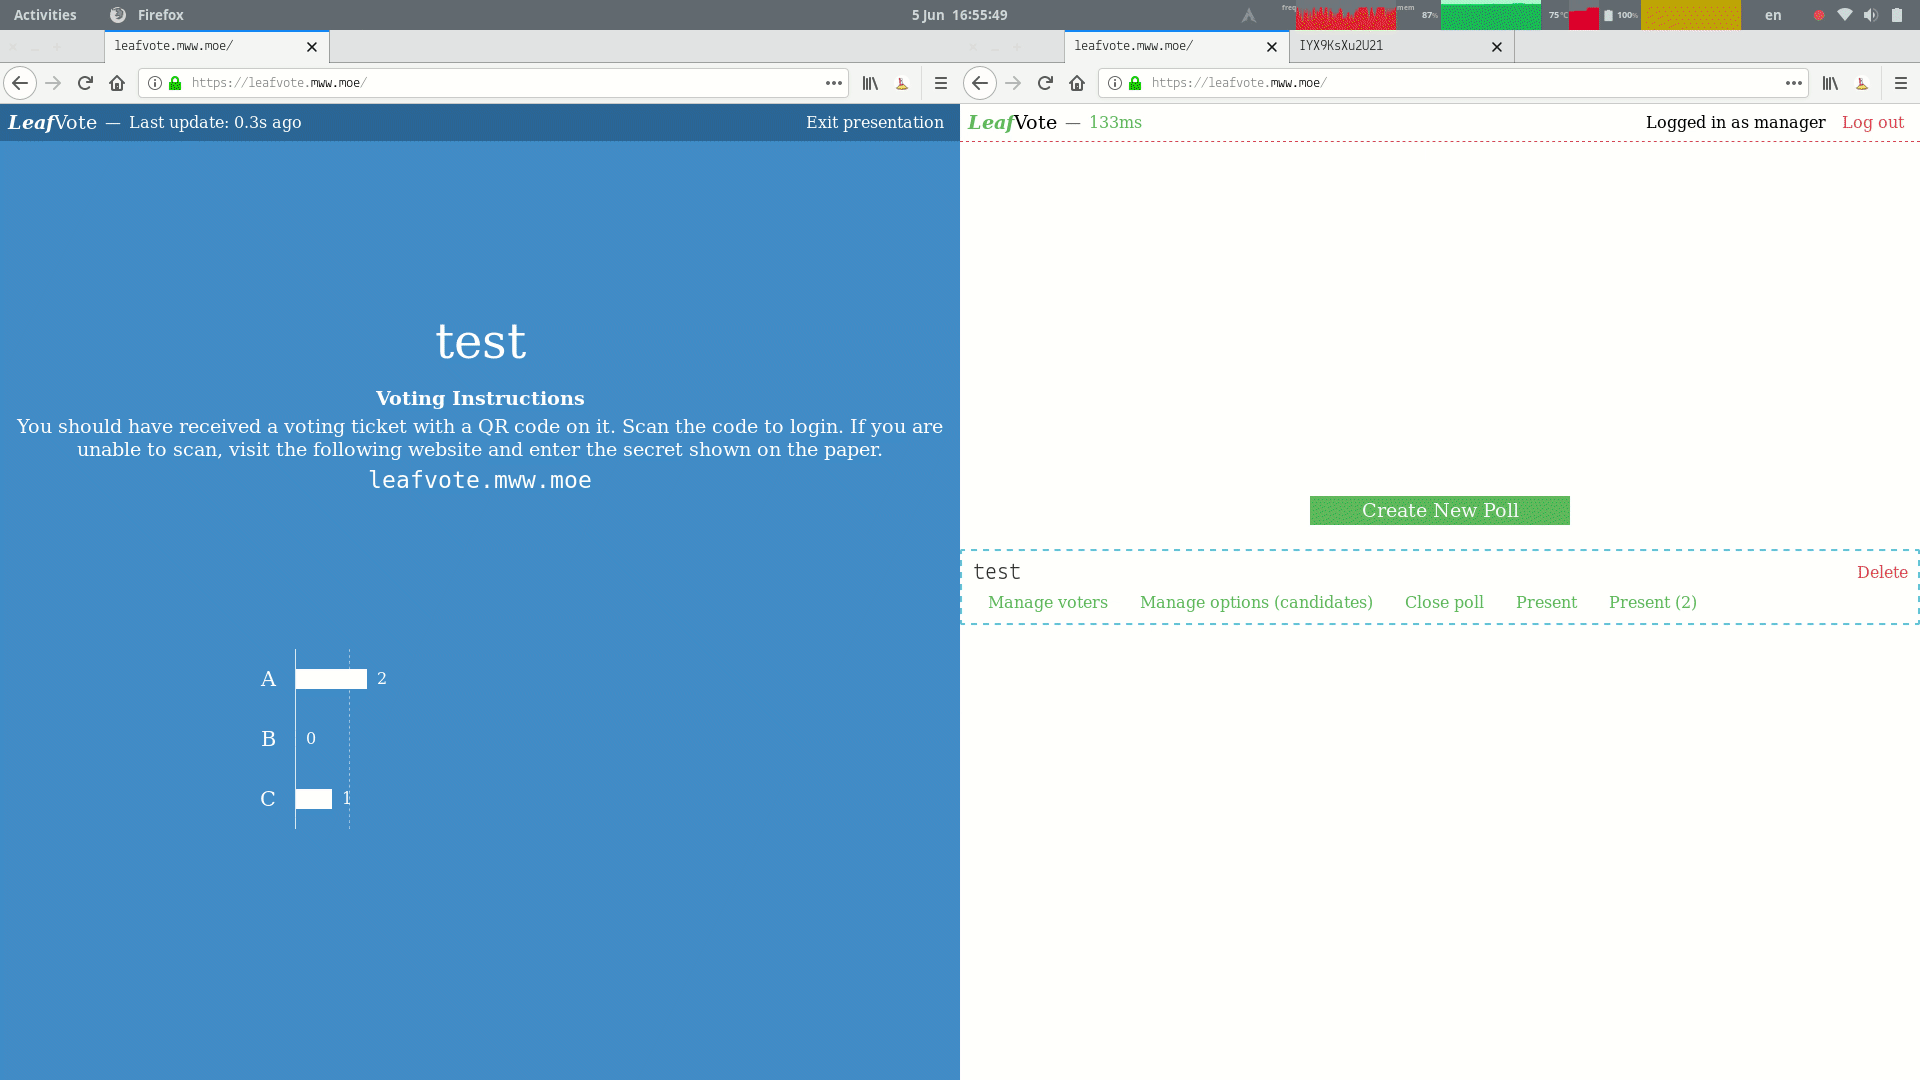 Activities Firefox 5 Jun 16:55:49 freq mem 87% 75°C 100% en
leafvote.mww.moe/
https://leafvote.mww.moe/
LeafVote — Last update: 0.3s ago Exit presentation
test
Voting Instructions
You should have received a voting ticket with a QR code on it. Scan the code to login. If you are
unable to scan, visit the following website and enter the secret shown on the paper.
leafvote.mww.moe
A 2
B 0
C 1
leafvote.mww.moe/ IYX9KsXu2U21
https://leafvote.mww.moe/
LeafVote — 133ms Logged in as manager Log out
Create New Poll
test Delete
Manage voters Manage options (candidates) Close poll Present Present (2)